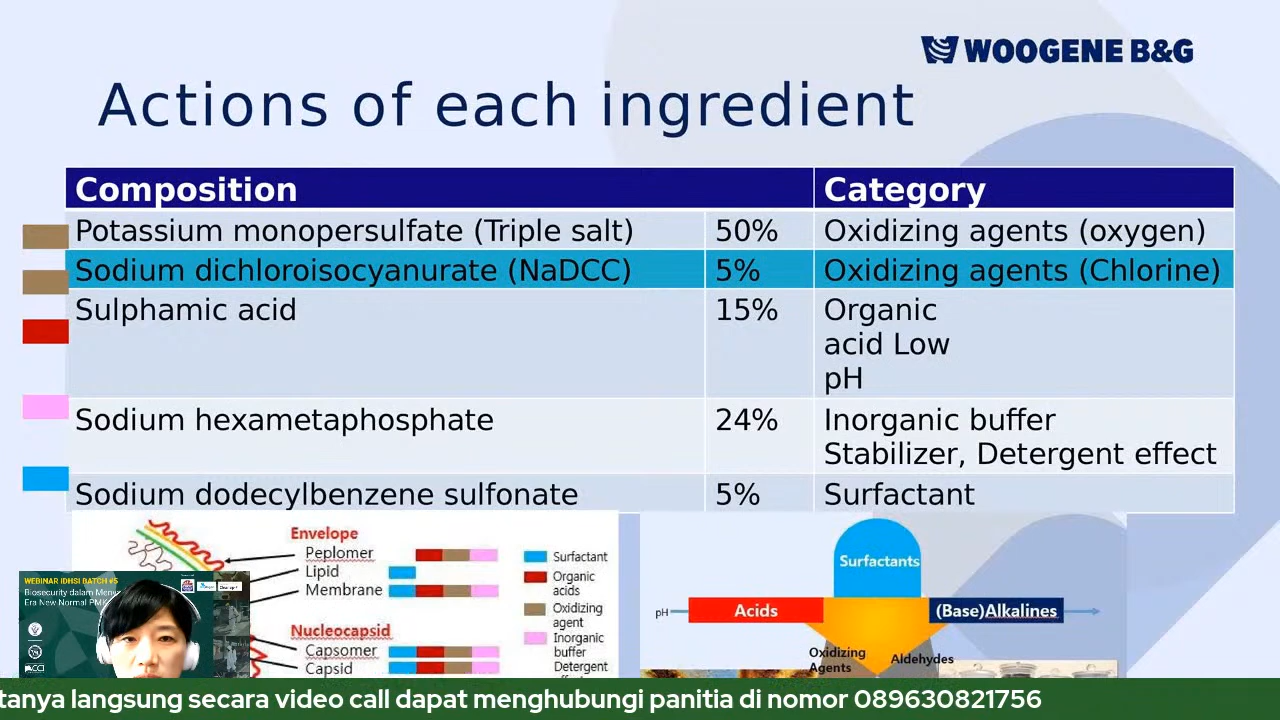 WOOGENE B&G
Actions of each ingredient
Composition Category
Potassium monopersulfate (Triple salt) 50% Oxidizing agents (oxygen)
Sodium dichloroisocyanurate (NaDCC) 5% Oxidizing agents (Chlorine)
Sulphamic acid 15% Organic
acid Low
pH
Sodium hexametaphosphate 24% Inorganic buffer
Stabilizer, Detergent effect
Sodium dodecylbenzene sulfonate 5% Surfactant
Envelope
Peplomer
Lipid
Membrane
Nucleocapsid
Capsomer
Capsid
Surfactant
Organic
acids
Oxidizing
agent
Inorganic
buffer
Detergent
Surfactants
pH
Acids
(Base)Alkalines
Oxidizing
Agents
Aldehydes
WEBINAR IDHSI BATCH #5
Biosecurity dalam
Era New Normal
tanya langsung secara video call dapat menghubungi panitia di nomor 089630821756